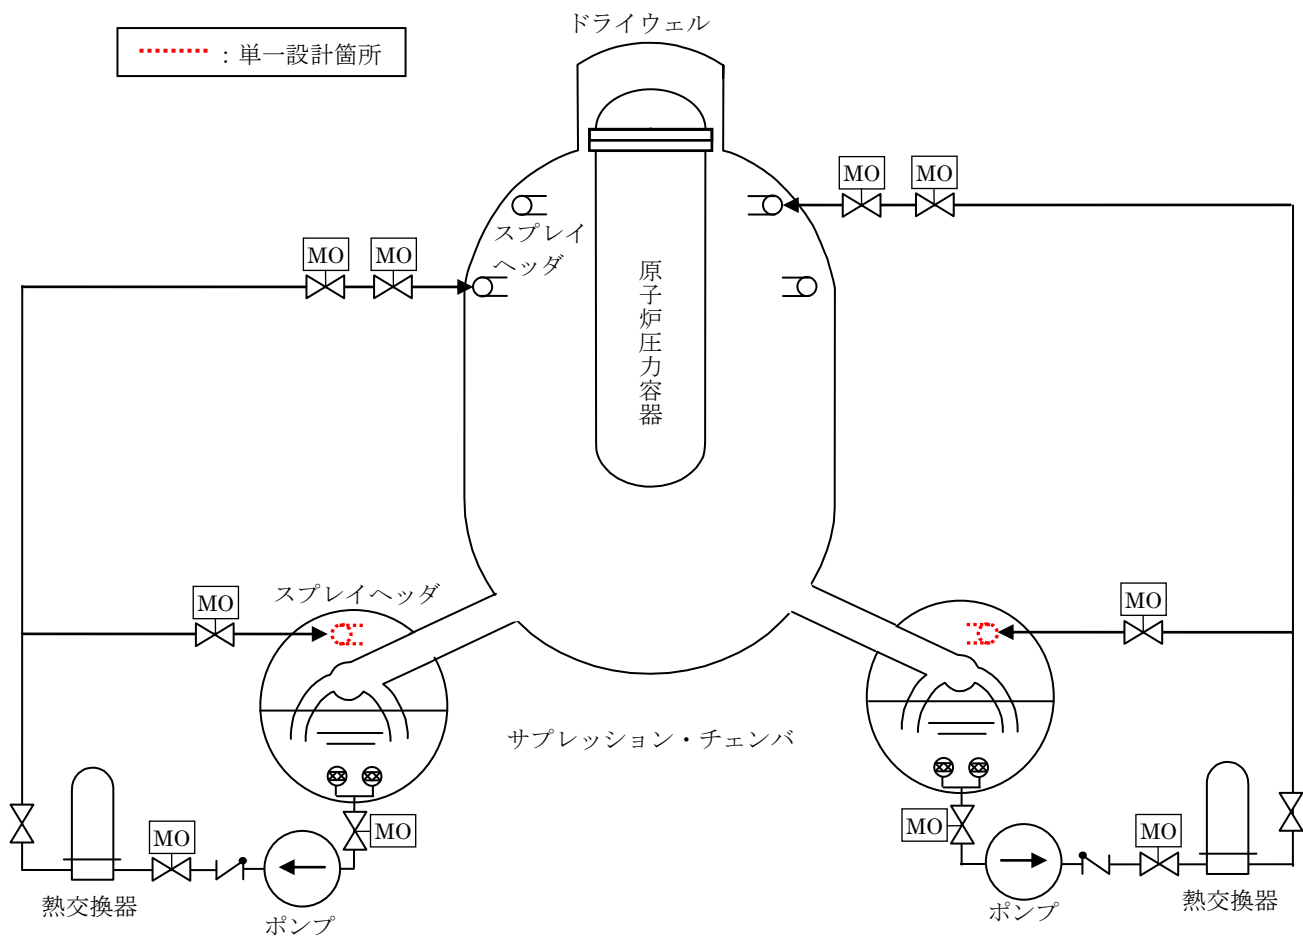 ドライウェル
：単一設計箇所
MO
MO
スプレイ
ヘッダ
MO
MO
原子炉圧力容器
MO
スプレイヘッダ
MO
サプレッション・チェンバ
MO
MO
MO
MO
熱交換器
ポンプ
ポンプ
熱交換器